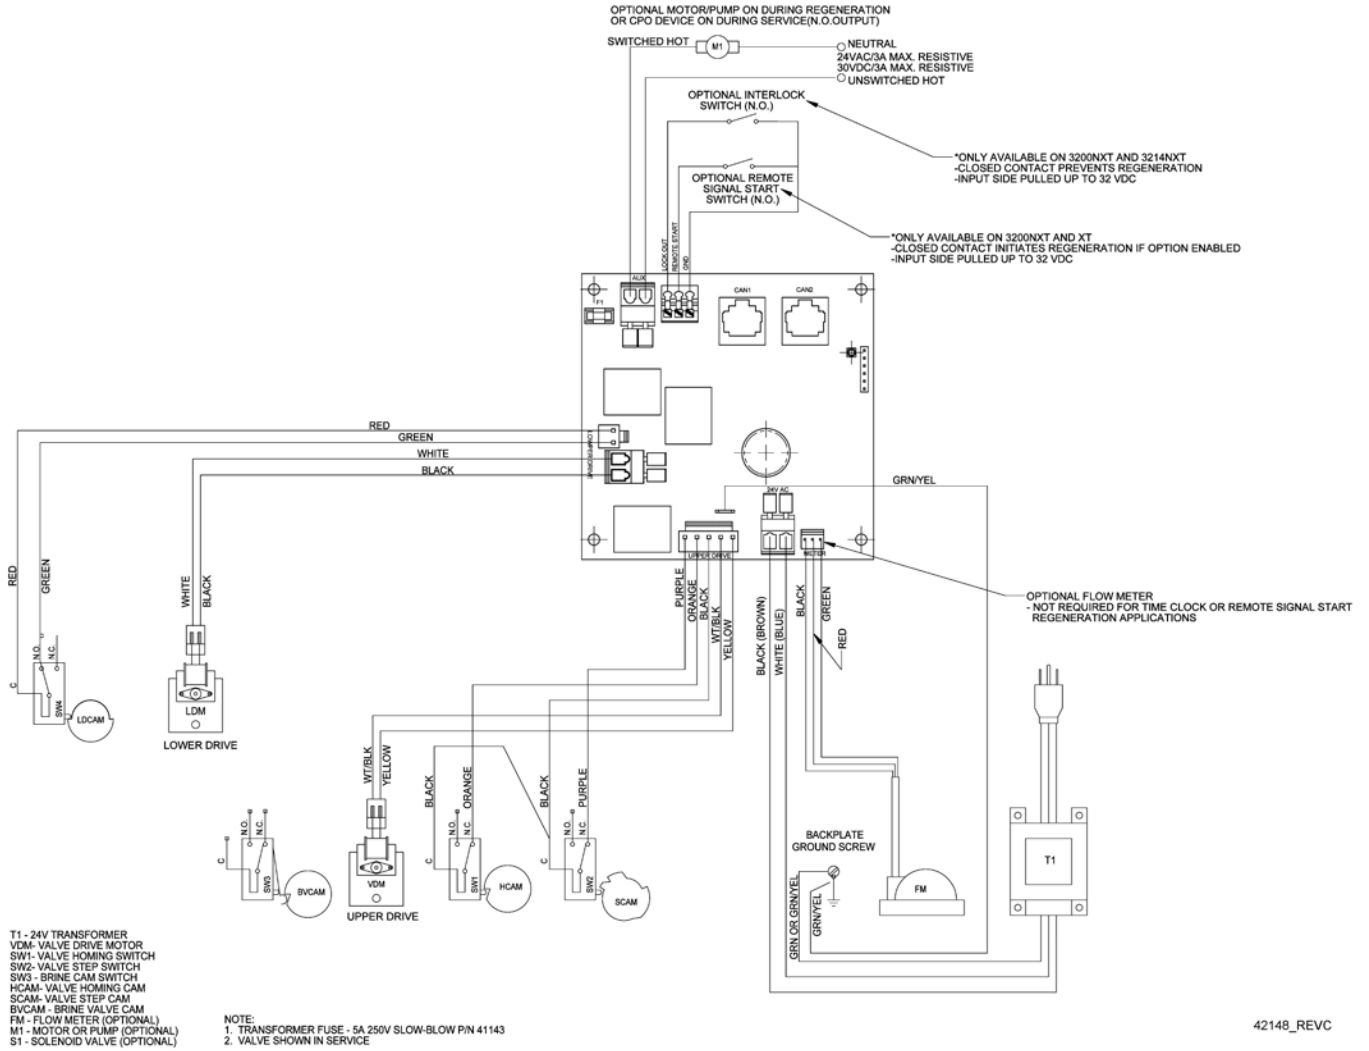 OPTIONAL MOTOR/PUMP ON DURING REGENERATION
OR CPO DEVICE ON DURING SERVICE(N.O.OUTPUT)
SWITCHED HOT
M1
NEUTRAL
24VAC/3A MAX. RESISTIVE
30VDC/3A MAX. RESISTIVE
UNSWITCHED HOT
OPTIONAL INTERLOCK
SWITCH (N.O.)
*ONLY AVAILABLE ON 3200NXT AND 3214NXT
-CLOSED CONTACT PREVENTS REGENERATION
-INPUT SIDE PULLED UP TO 32 VDC
OPTIONAL REMOTE
SIGNAL START
SWITCH (N.O.)
*ONLY AVAILABLE ON 3200NXT AND XT
-CLOSED CONTACT INITIATES REGENERATION IF OPTION ENABLED
-INPUT SIDE PULLED UP TO 32 VDC
LOCK OUT
REMOTE START
GND
AUX
F1
CAN1
CAN2
RED
GREEN
WHITE
BLACK
LOWER DRIVE
24V AC
GRN/YEL
UPPER DRIVE
METER
OPTIONAL FLOW METER
- NOT REQUIRED FOR TIME CLOCK OR REMOTE SIGNAL START
REGENERATION APPLICATIONS
RED
GREEN
WHITE
BLACK
PURPLE
ORANGE
BLACK
WT/BLK
YELLOW
BLACK (BROWN)
WHITE (BLUE)
BLACK
GREEN
RED
N.O.
N.C.
C
SW4
LDCAM
LDM
LOWER DRIVE
WT/BLK
YELLOW
BLACK
ORANGE
BLACK
PURPLE
N.O.
N.C.
C
SW3
BVCAM
VDM
UPPER DRIVE
N.O.
N.C.
C
SW1
HCAM
N.O.
N.C.
C
SW2
SCAM
BACKPLATE
GROUND SCREW
GRN OR GRN/YEL
GRN/YEL
FM
T1
T1 - 24V TRANSFORMER
VDM- VALVE DRIVE MOTOR
SW1- VALVE HOMING SWITCH
SW2- VALVE STEP SWITCH
SW3 - BRINE CAM SWITCH
HCAM- VALVE HOMING CAM
SCAM- VALVE STEP CAM
BVCAM - BRINE VALVE CAM
FM - FLOW METER (OPTIONAL)
M1 - MOTOR OR PUMP (OPTIONAL)
S1 - SOLENOID VALVE (OPTIONAL)
NOTE:
1. TRANSFORMER FUSE - 5A 250V SLOW-BLOW P/N 41143
2. VALVE SHOWN IN SERVICE
42148_REVC